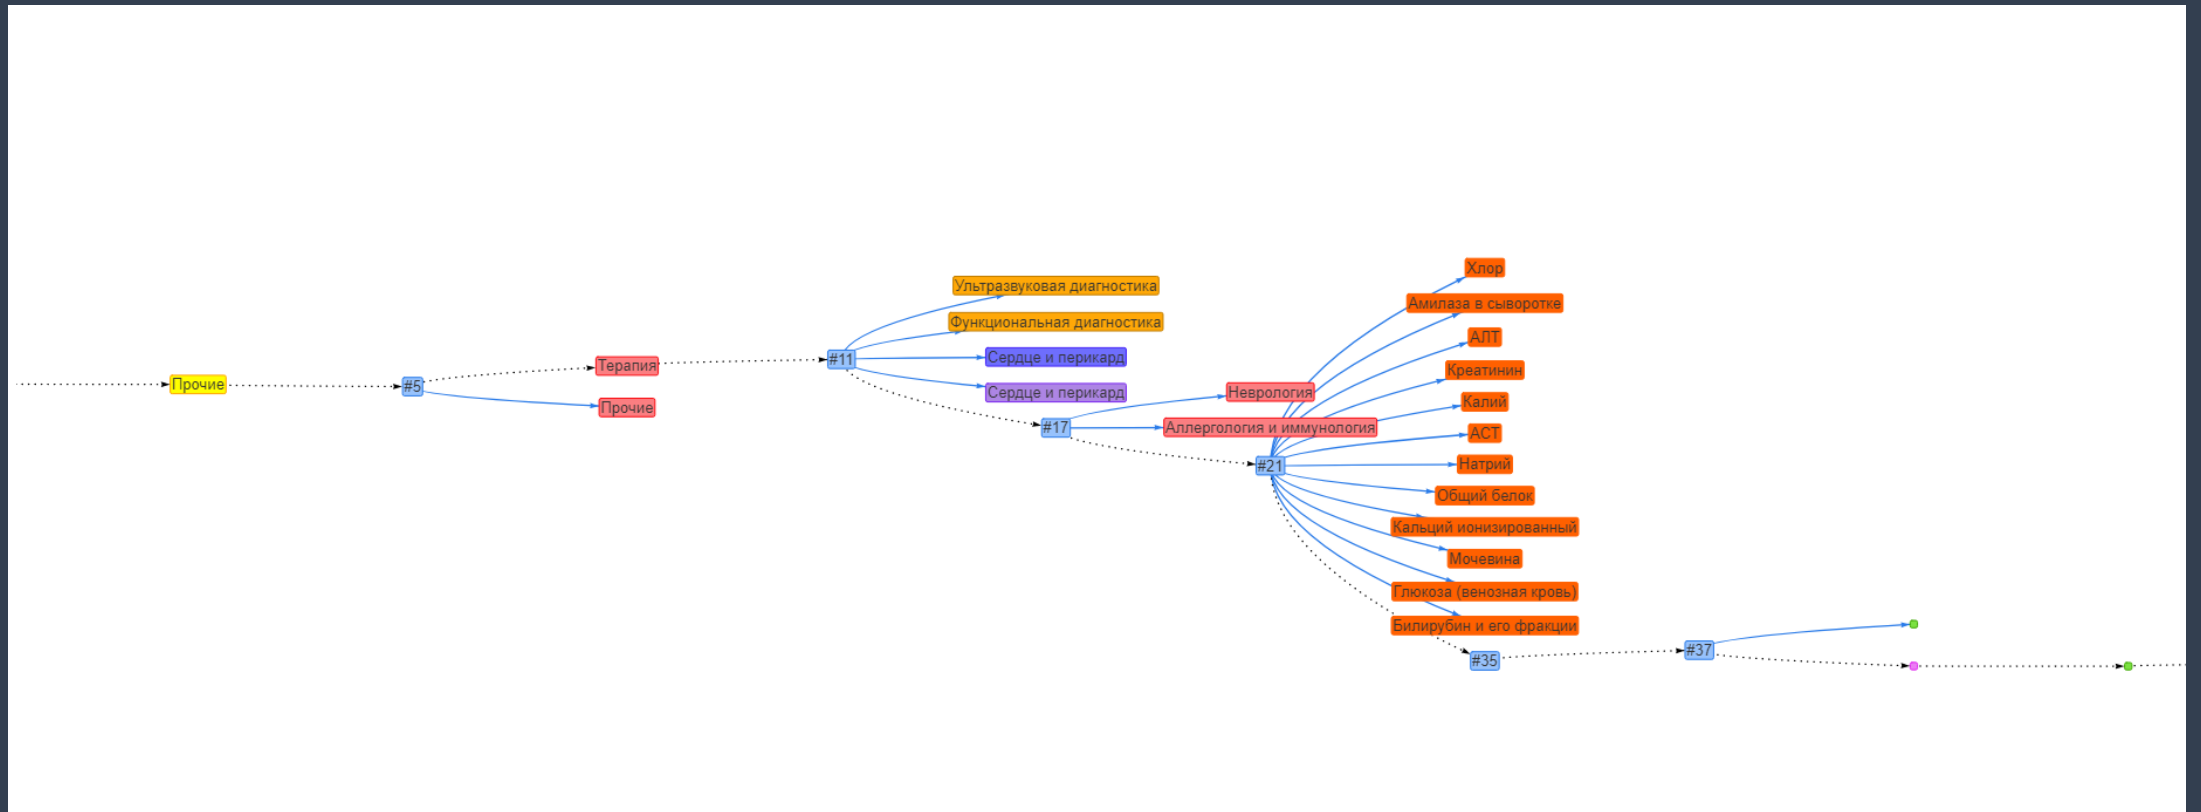 Прочие
#5
Терапия
Прочие
#11
Ультразвуковая диагностика
Функциональная диагностика
Сердце и перикард
Сердце и перикард
#17
Неврология
Аллергология и иммунология
#21
Хлор
Амилаза в сыворотке
АЛТ
Креатинин
Калий
АСТ
Натрий
Общий белок
Кальций ионизированный
Мочевина
Глюкоза (венозная кровь)
Билирубин и его фракции
#35
#37